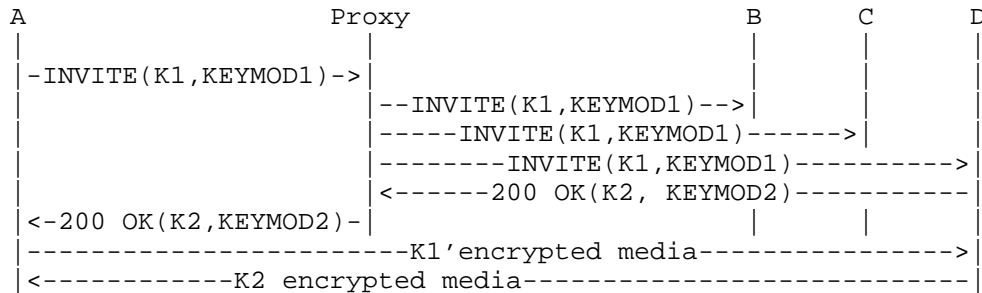 A Proxy B C D
|-INVITE(K1,KEYMOD1)->|
|--INVITE(K1,KEYMOD1)-->|
|-----INVITE(K1,KEYMOD1)------>|
|--------INVITE(K1,KEYMOD1)---------->|
|<------200 OK(K2, KEYMOD2)-----------|
|<-200 OK(K2,KEYMOD2)-|
|-----------------------K1'encrypted media---------------->|
|<------------K2 encrypted media---------------------------|